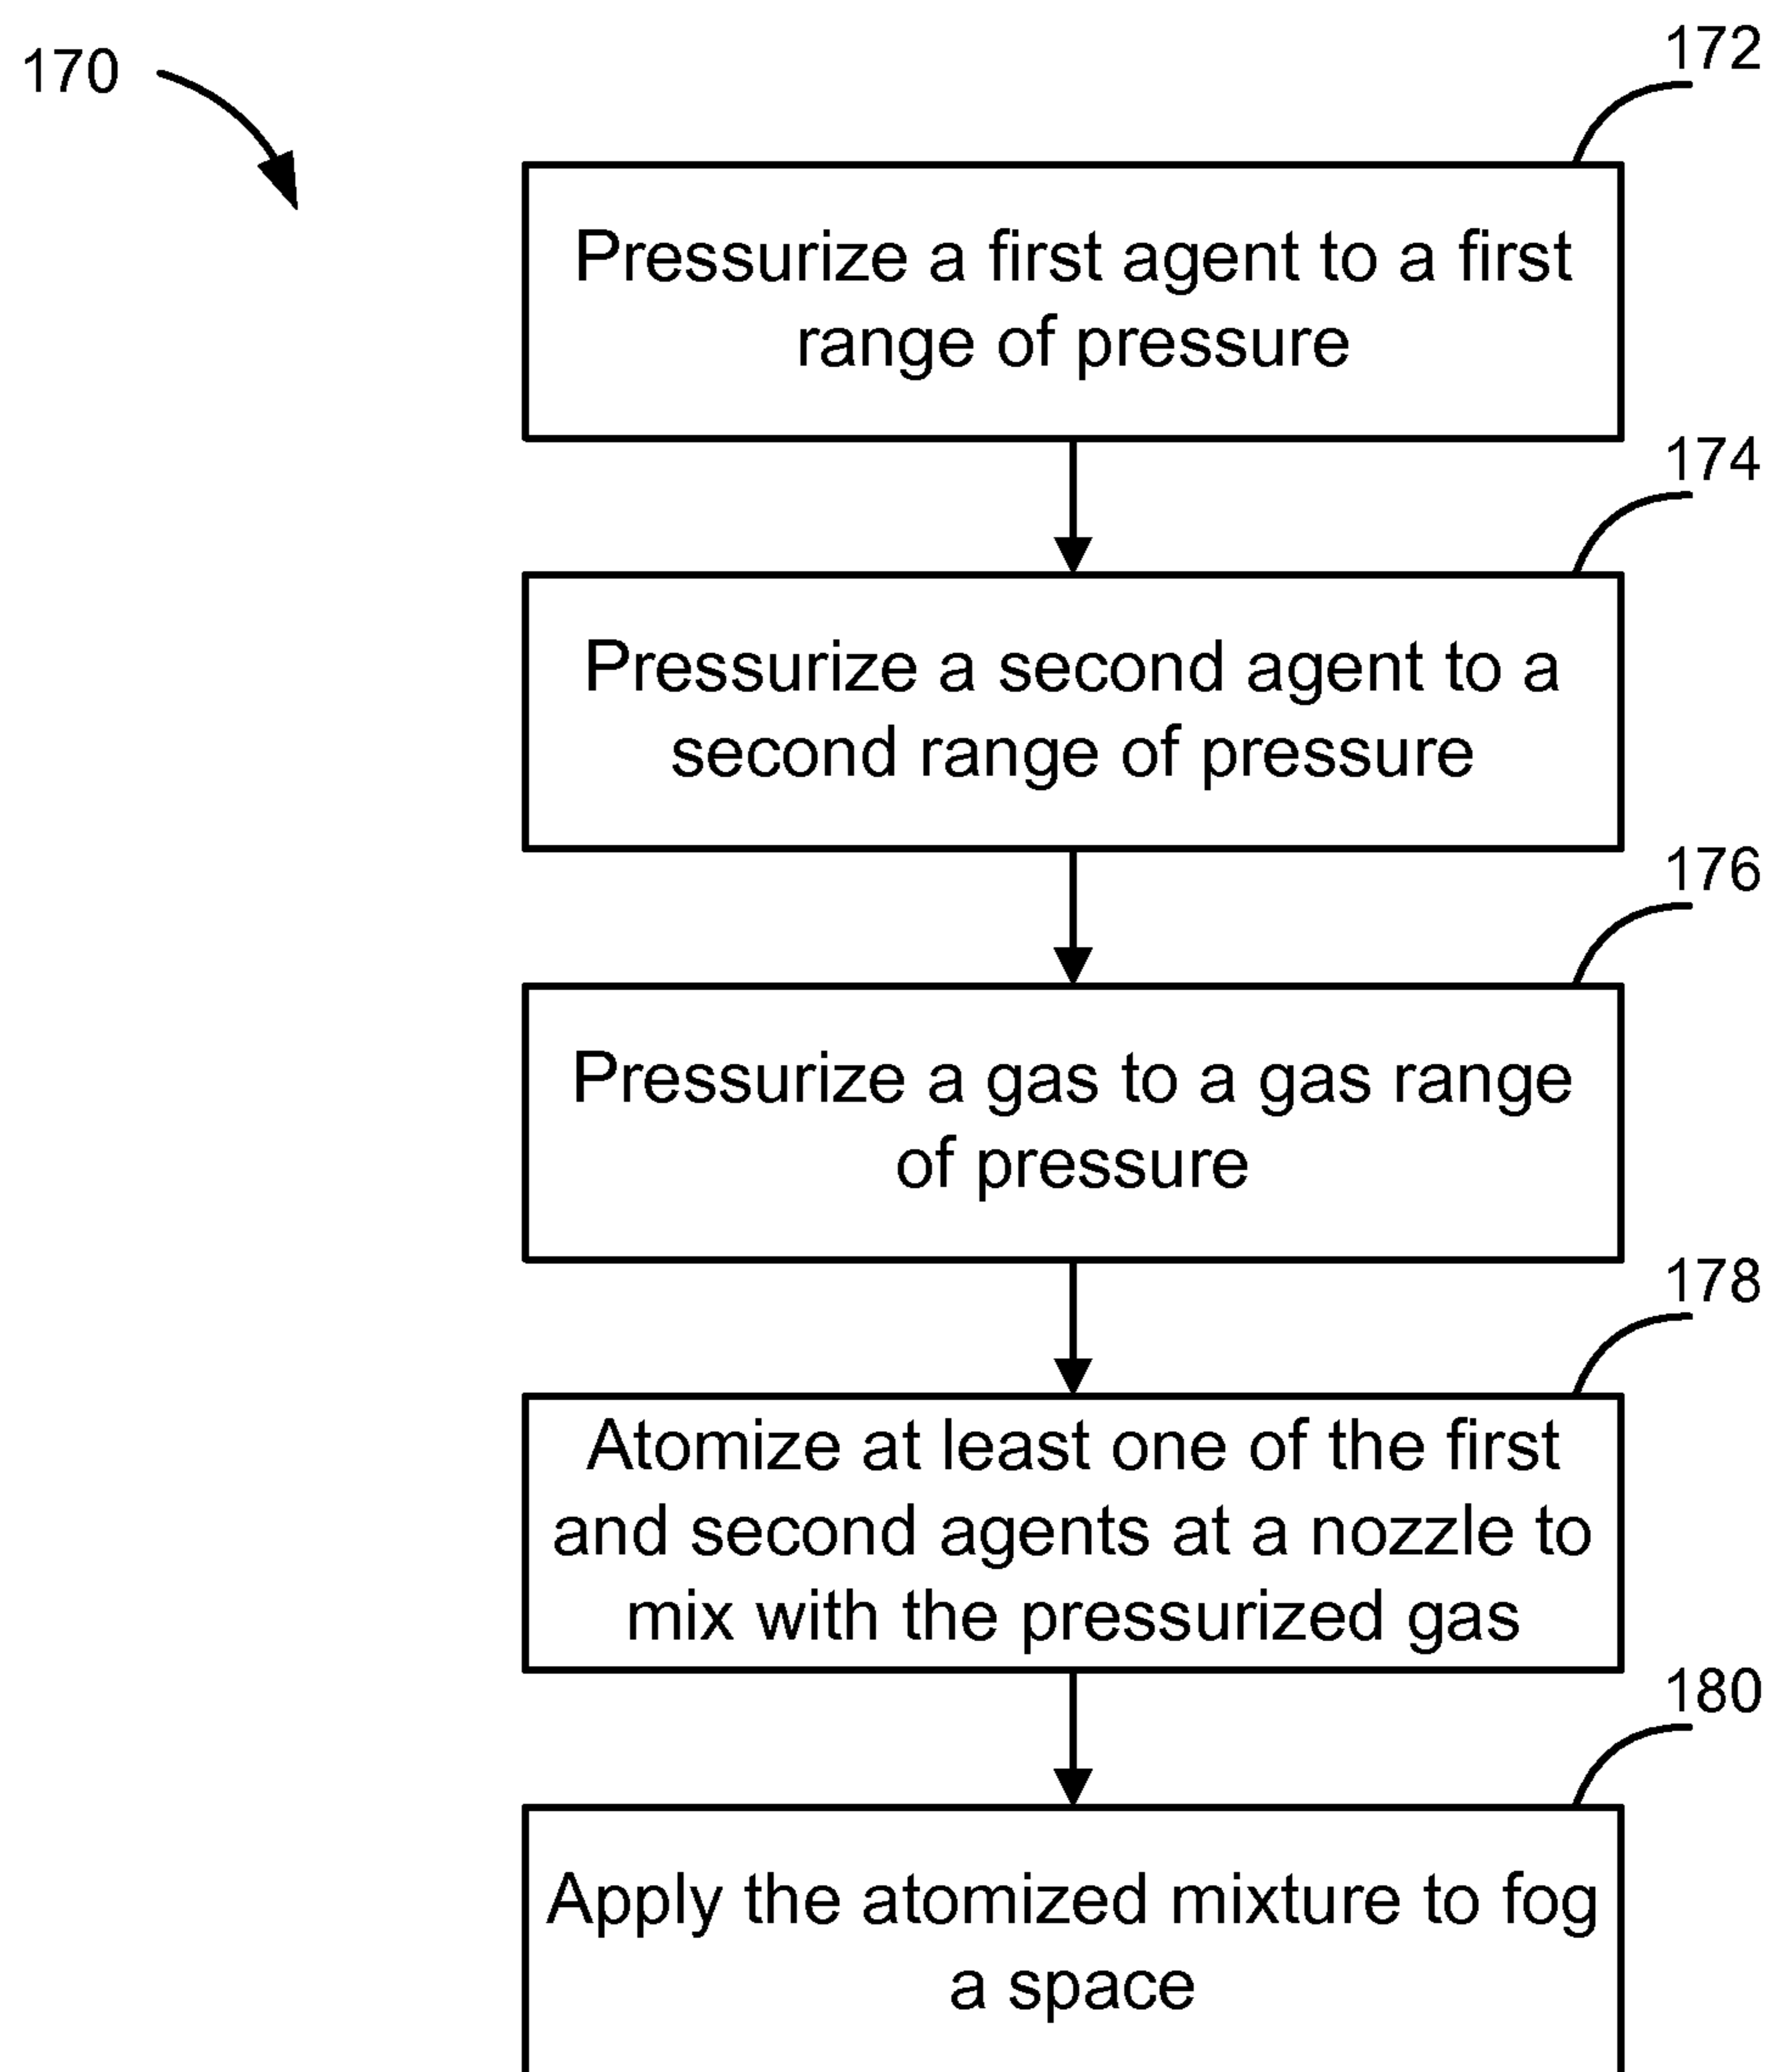 170
172
Pressurize a first agent to a first
range of pressure
174
Pressurize a second agent to a
second range of pressure
176
Pressurize a gas to a gas range
of pressure
178
Atomize at least one of the first
and second agents at a nozzle to
mix with the pressurized gas
180
Apply the atomized mixture to fog
a space